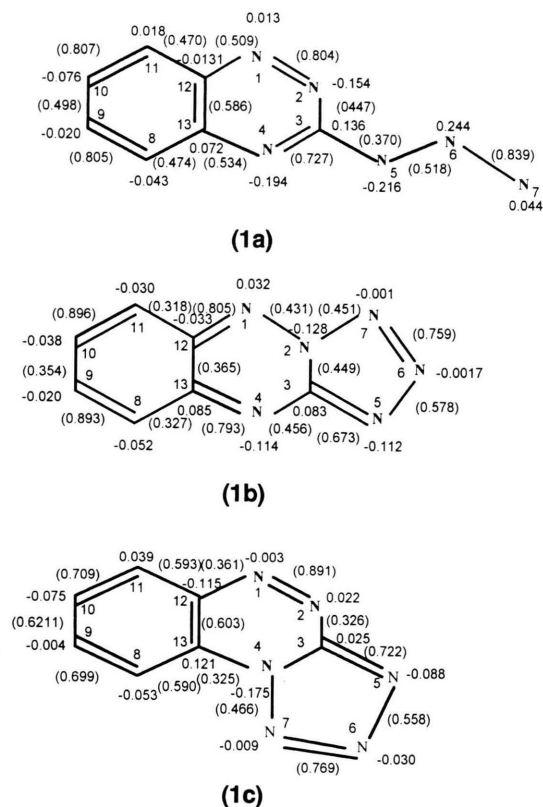 0.013
0.018
(0.807) (0.470) (0.509) N (0.804)
-0.0131 1
-0.076 11 2 N -0.154
10 12 (0447)
(0.498) (0.586)
9 13 4 3 0.136
-0.020 8 0.072 (0.370) 0.244
N 6
(0.805) (0.474) (0.534) N (0.727) N 5 (0.518) (0.839)
-0.043 -0.194 -0.216 N 7
0.044
(1a)
-0.030 0.032 -0.001
(0.896) (0.318) (0.805) N (0.431) (0.451) N
-0.033 1 -0.128 7 (0.759)
-0.038 11 2 N
10 12
(0.354) (0.365) (0.449) 6 N -0.0017
9 13 3
-0.020 8 4 5 (0.578)
0.085 N 0.083 N
(0.893) (0.327) (0.793) (0.456) (0.673)
-0.052 -0.114 -0.112
(1b)
0.039 (0.593) (0.361) -0.003
(0.709) N (0.891)
-0.115 1
-0.075 11 2 N 0.022
10 12 (0.326)
(0.6211) (0.603) 0.025
9 13 4 3 (0.722)
-0.004 8 N 5 N -0.088
0.121
(0.699) -0.053 (0.590) (0.325) -0.175
(0.466) (0.558)
-0.009 N 7 6 N -0.030
(0.769)
(1c)